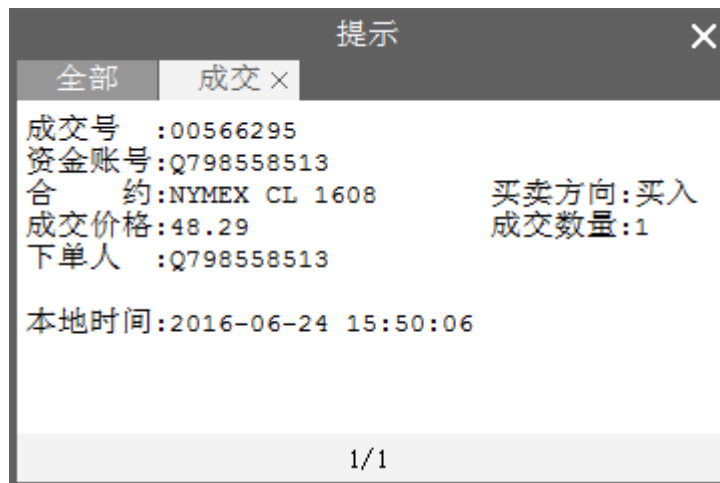 提示
全部 成交×
成交号 :00566295
资金账号:Q798558513
合 约:NYMEX CL 1608 买卖方向:买入
成交价格:48.29 成交数量:1
下单人 :Q798558513
本地时间:2016-06-24 15:50:06
1/1